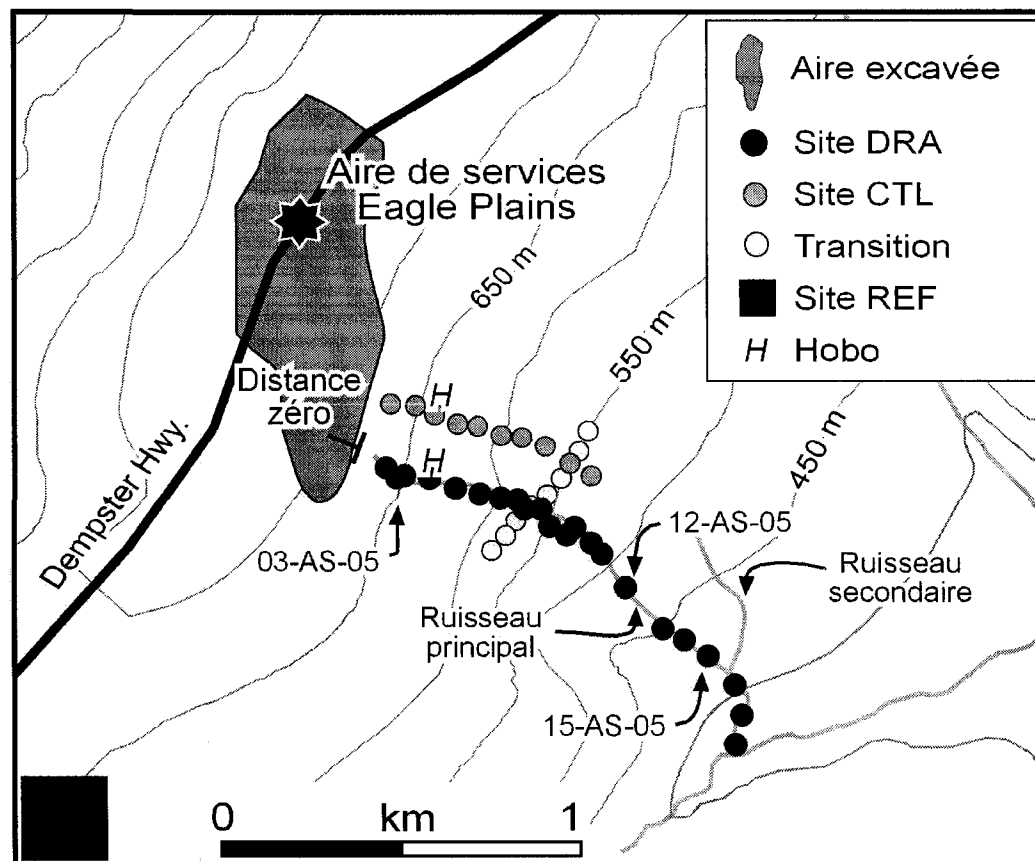 Aire excavée
Site DRA
Site CTL
Transition
Site REF
H Hobo
Aire de services
Eagle Plains
650 m
550 m
450 m
Distance
zéro
H
H
Dempster Hwy.
03-AS-05
12-AS-05
Ruisseau
secondaire
Ruisseau
principal
15-AS-05
0 km 1